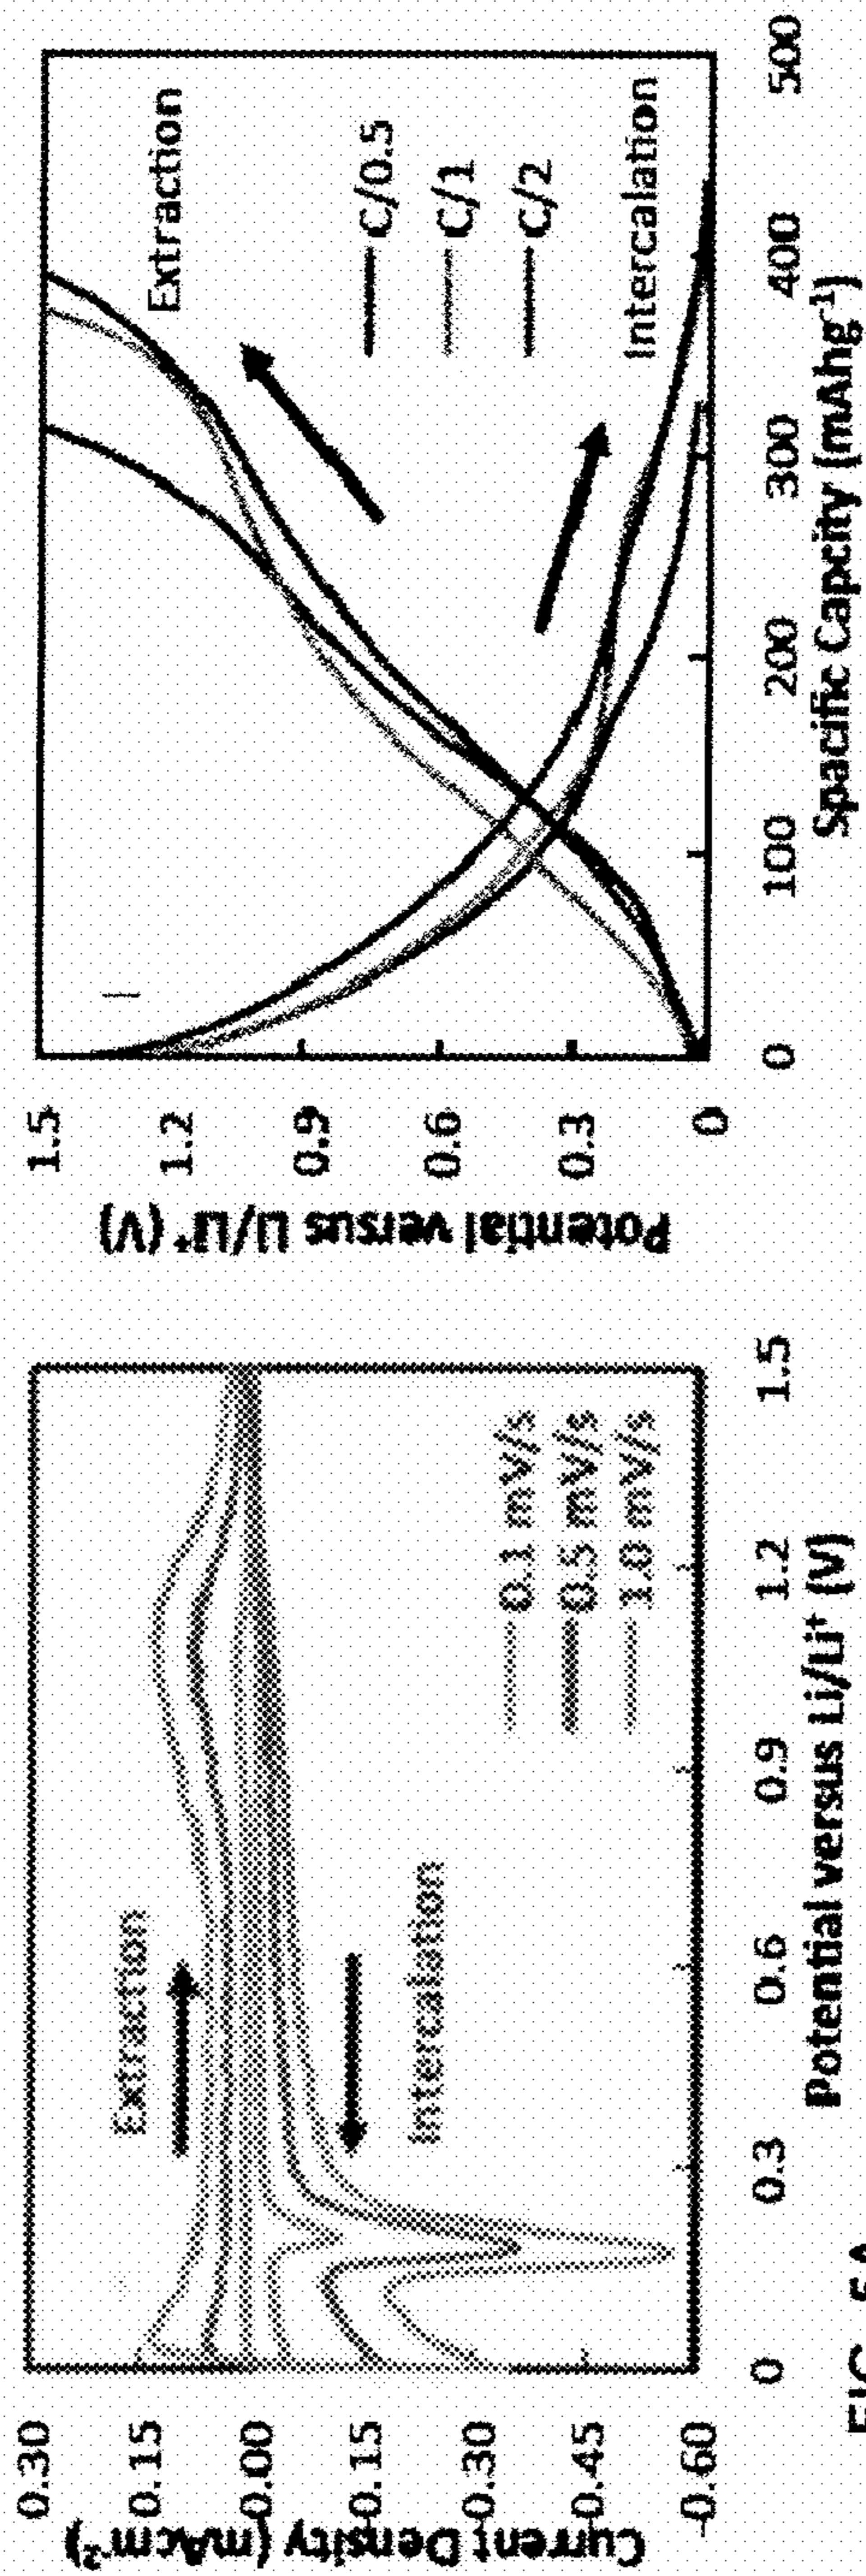 0.30
0.15
0.00
-0.15
-0.30
-0.45
-0.60
Current Density (mAcm⁻²)
Extraction
Intercalation
0.1 mV/s
0.5 mV/s
1.0 mV/s
0 0.3 0.6 0.9 1.2 1.5
Potential versus Li/Li⁺ (V)
FIG. 5A
1.5
1.2
0.9
0.6
0.3
0
Potential versus Li/Li⁺ (V)
Extraction
C/0.5
C/1
C/2
Intercalation
0 100 200 300 400 500
Spacific Capcity (mAhg⁻¹)